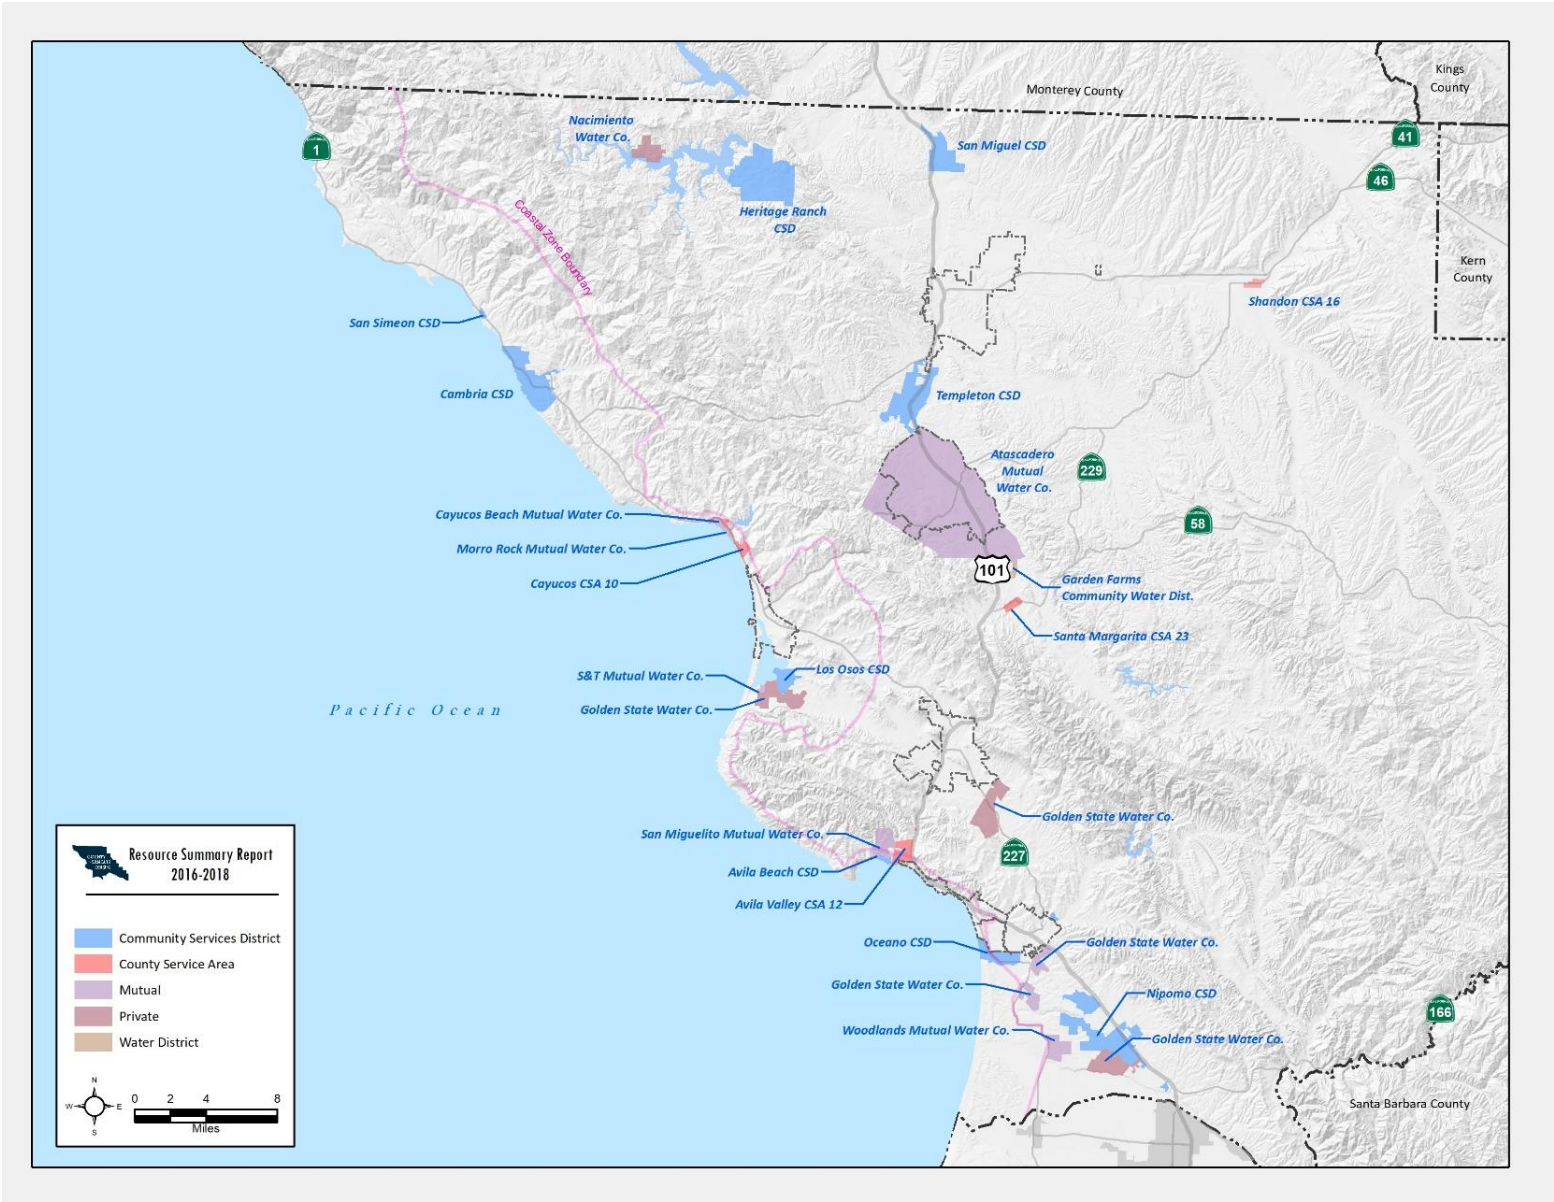 Monterey County
Kings
County
41
46
1
Nacimiento
Water Co.
San Miguel CSD
Heritage Ranch
CSD
Coastal Zone Boundary
Kern
County
Shandon CSA 16
San Simeon CSD
Cambria CSD
Templeton CSD
Atascadero
Mutual
Water Co.
229
58
Cayucos Beach Mutual Water Co.
Morro Rock Mutual Water Co.
Cayucos CSA 10
101
Garden Farms
Community Water Dist.
Santa Margarita CSA 23
Los Osos CSD
S&T Mutual Water Co.
Golden State Water Co.
Pacific Ocean
Golden State Water Co.
227
San Miguelito Mutual Water Co.
Avila Beach CSD
Avila Valley CSA 12
Oceano CSD
Golden State Water Co.
Golden State Water Co.
Nipomo CSD
Woodlands Mutual Water Co.
Golden State Water Co.
166
Santa Barbara County
Resource Summary Report
2016-2018
Community Services District
County Service Area
Mutual
Private
Water District
N
W E
S
0 2 4 8
Miles